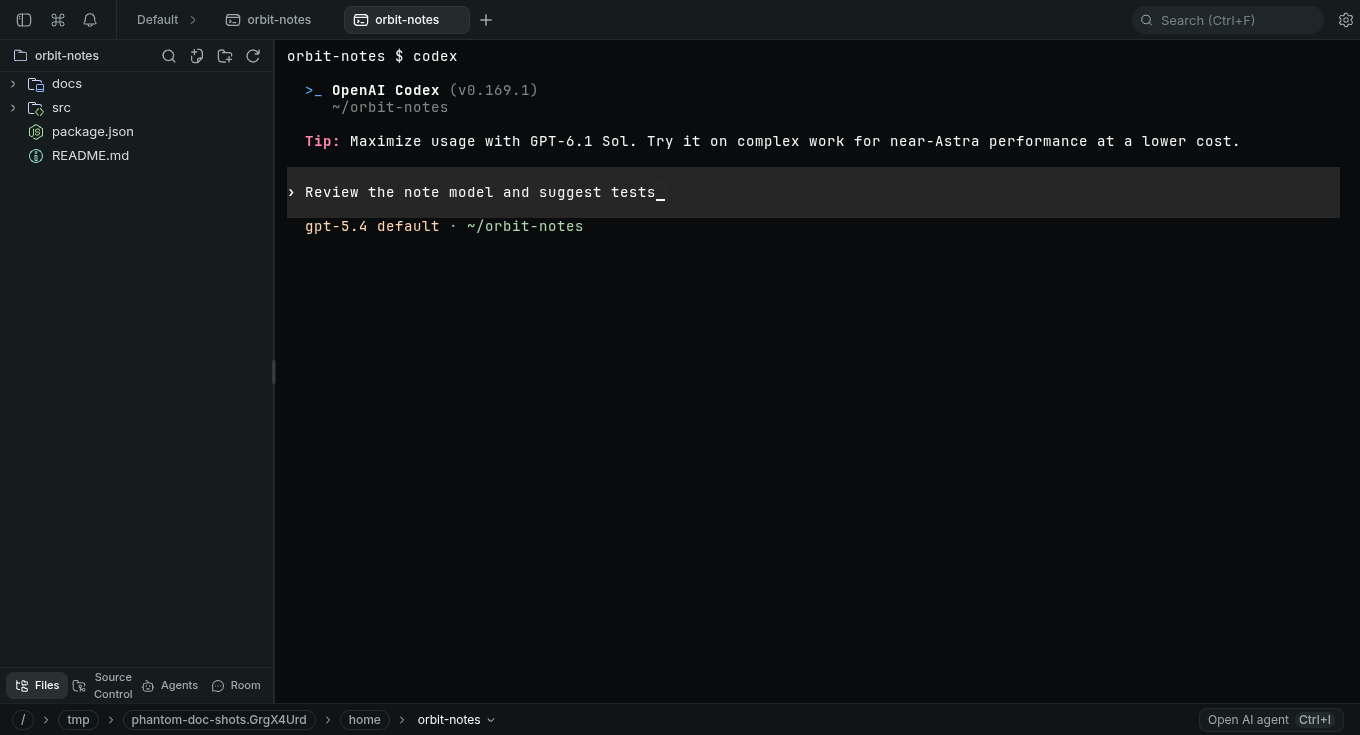 Default
orbit-notes
orbit-notes
Search (Ctrl+F)
orbit-notes
docs
src
package.json
README.md
orbit-notes $ codex
>_ OpenAI Codex (v0.169.1)
~/orbit-notes
Tip: Maximize usage with GPT-6.1 Sol. Try it on complex work for near-Astra performance at a lower cost.
› Review the note model and suggest tests_
gpt-5.4 default · ~/orbit-notes
Files
Source Control
Agents
Room
/ › tmp › phantom-doc-shots.GrgX4Urd › home › orbit-notes
Open AI agent Ctrl+I